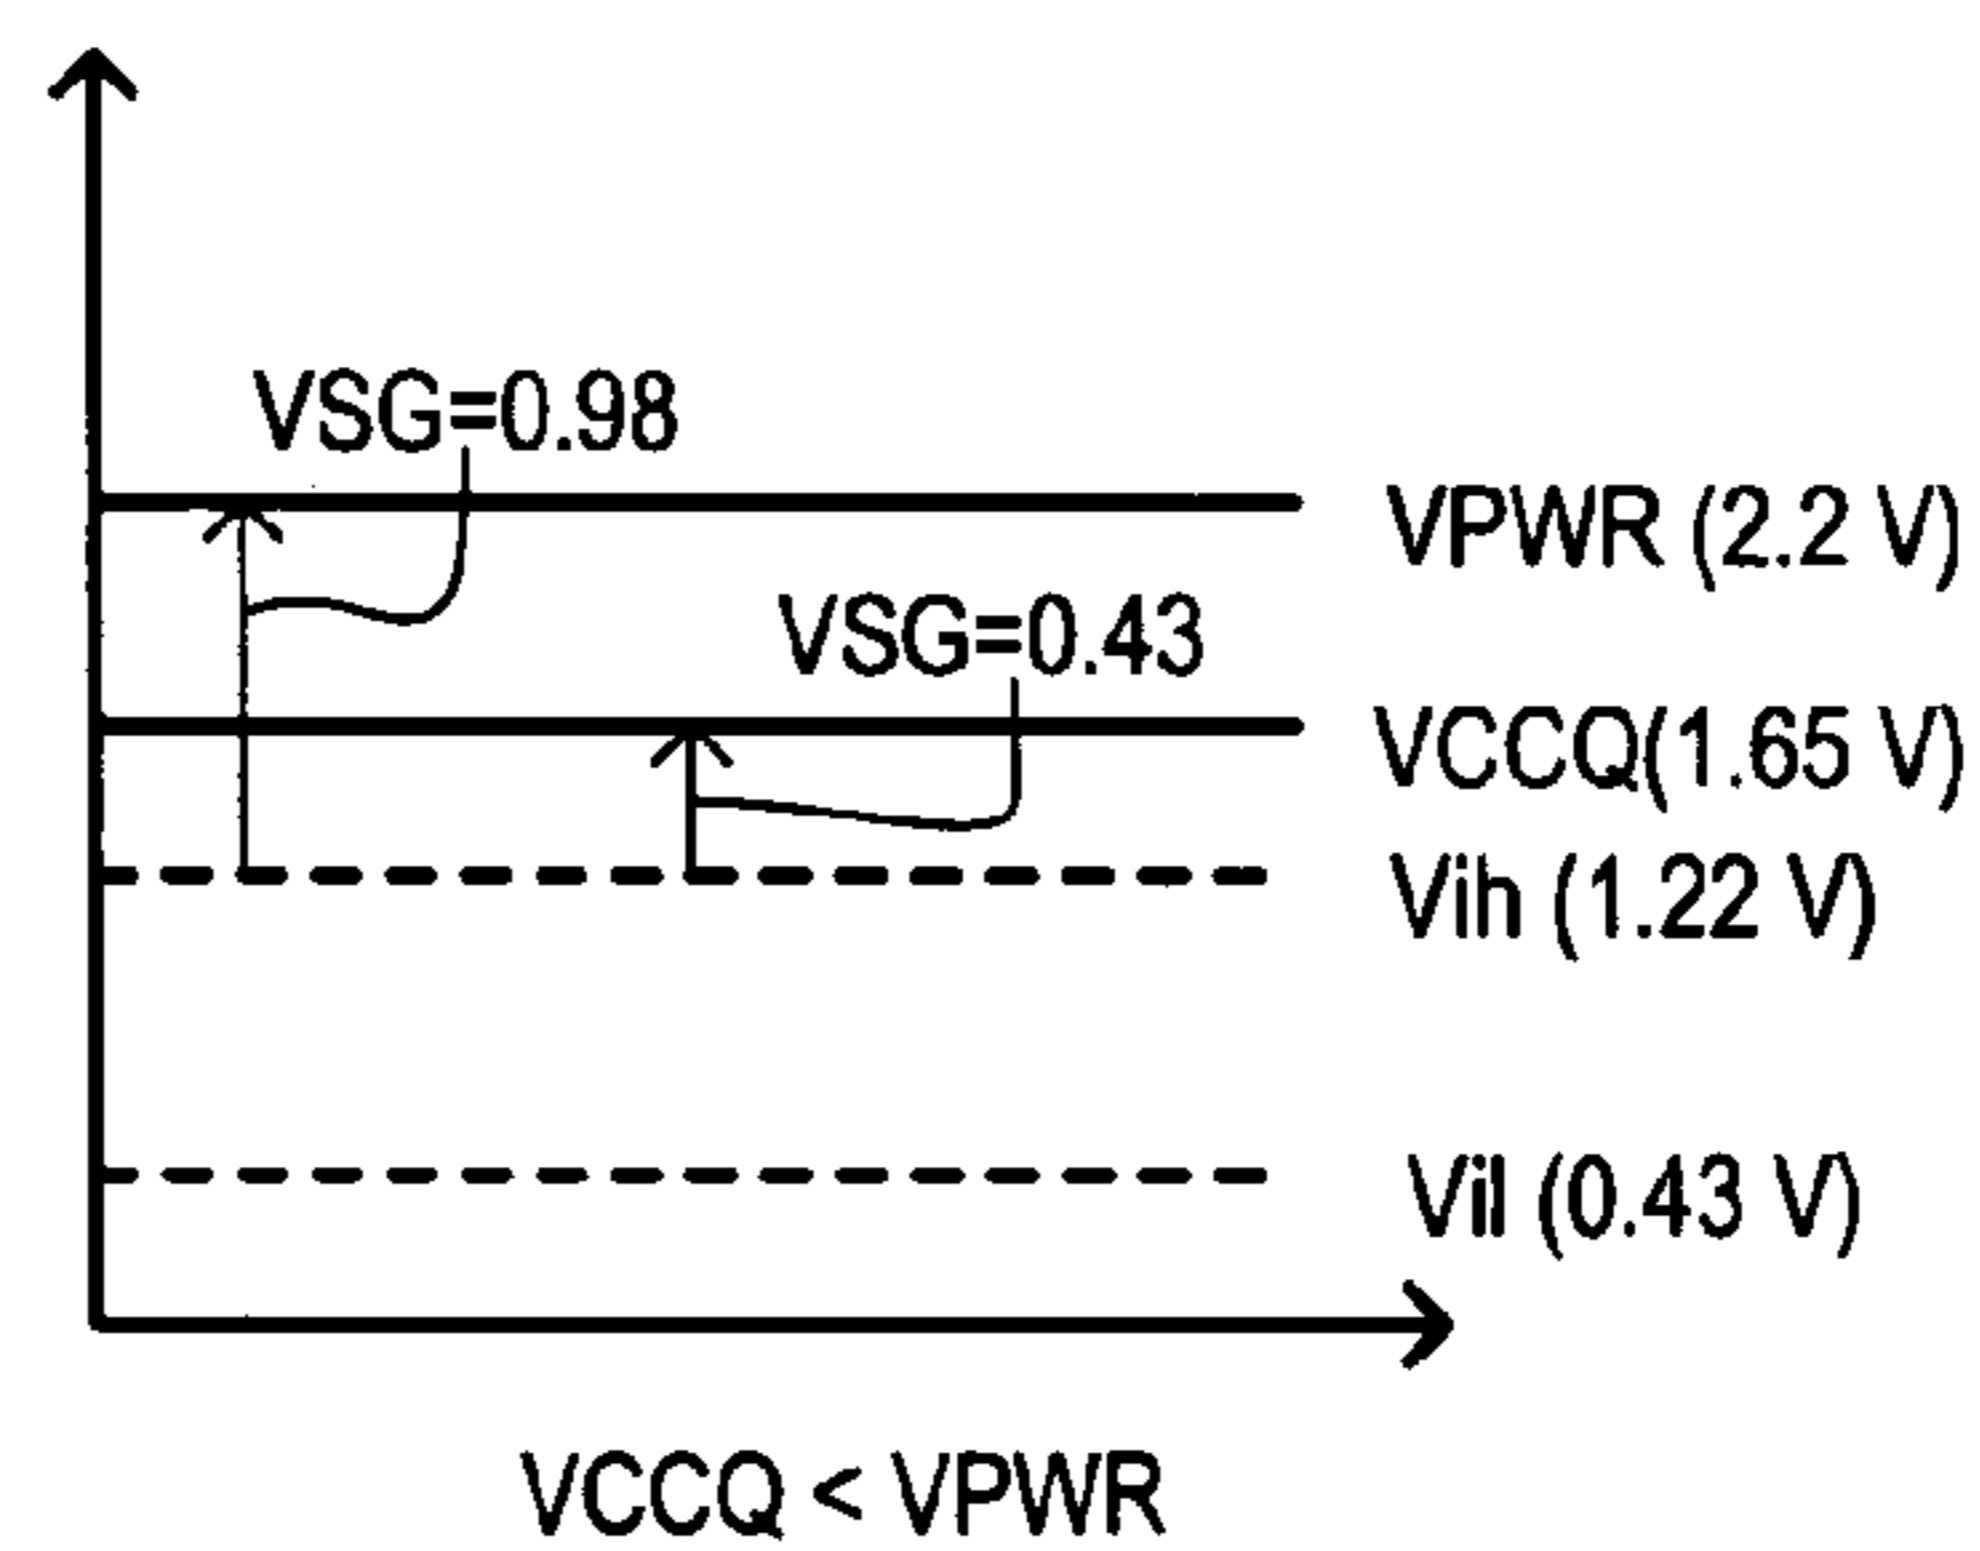 VSG=0.98
VPWR (2.2 V)
VSG=0.43
VCCQ(1.65 V)
Vih (1.22 V)
Vil (0.43 V)
VCCQ < VPWR